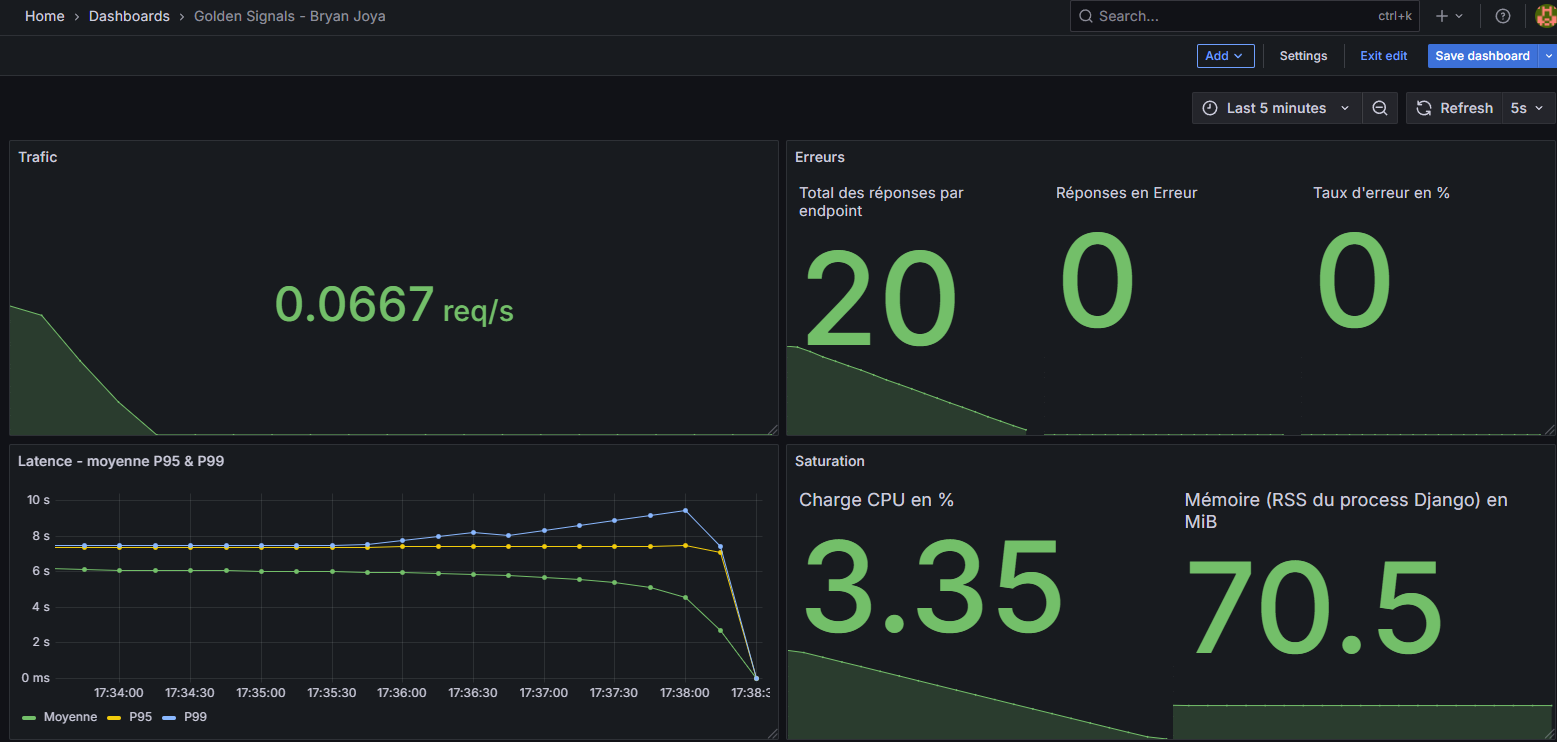 Home › Dashboards › Golden Signals - Bryan Joya
Search... ctrl+k
Add
Settings
Exit edit
Save dashboard
Last 5 minutes
Refresh
5s
Trafic
0.0667 req/s
Erreurs
Total des réponses par
endpoint
20
Réponses en Erreur
0
Taux d'erreur en %
0
Latence - moyenne P95 & P99
10 s
8 s
6 s
4 s
2 s
0 ms
17:34:00 17:34:30 17:35:00 17:35:30 17:36:00 17:36:30 17:37:00 17:37:30 17:38:00 17:38:3
Moyenne P95 P99
Saturation
Charge CPU en %
3.35
Mémoire (RSS du process Django) en
MiB
70.5